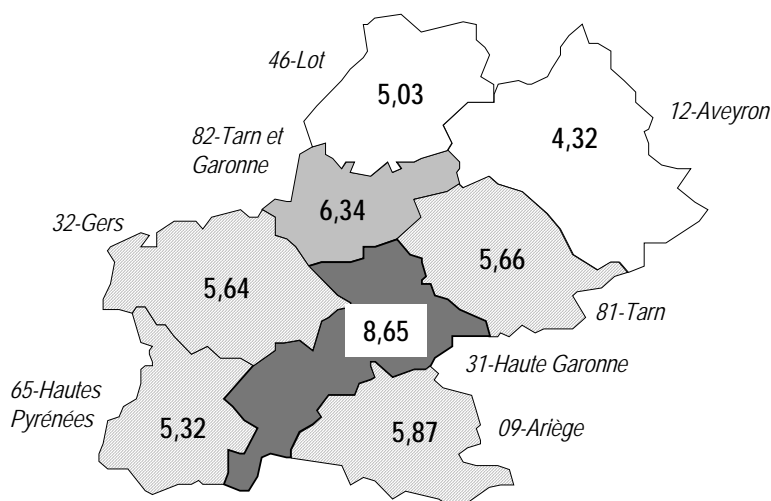 46-Lot
5,03
12-Aveyron
4,32
82-Tarn et
Garonne
6,34
32-Gers
5,64
5,66
81-Tarn
8,65
31-Haute Garonne
65-Hautes
Pyrénées
5,32
5,87
09-Ariège